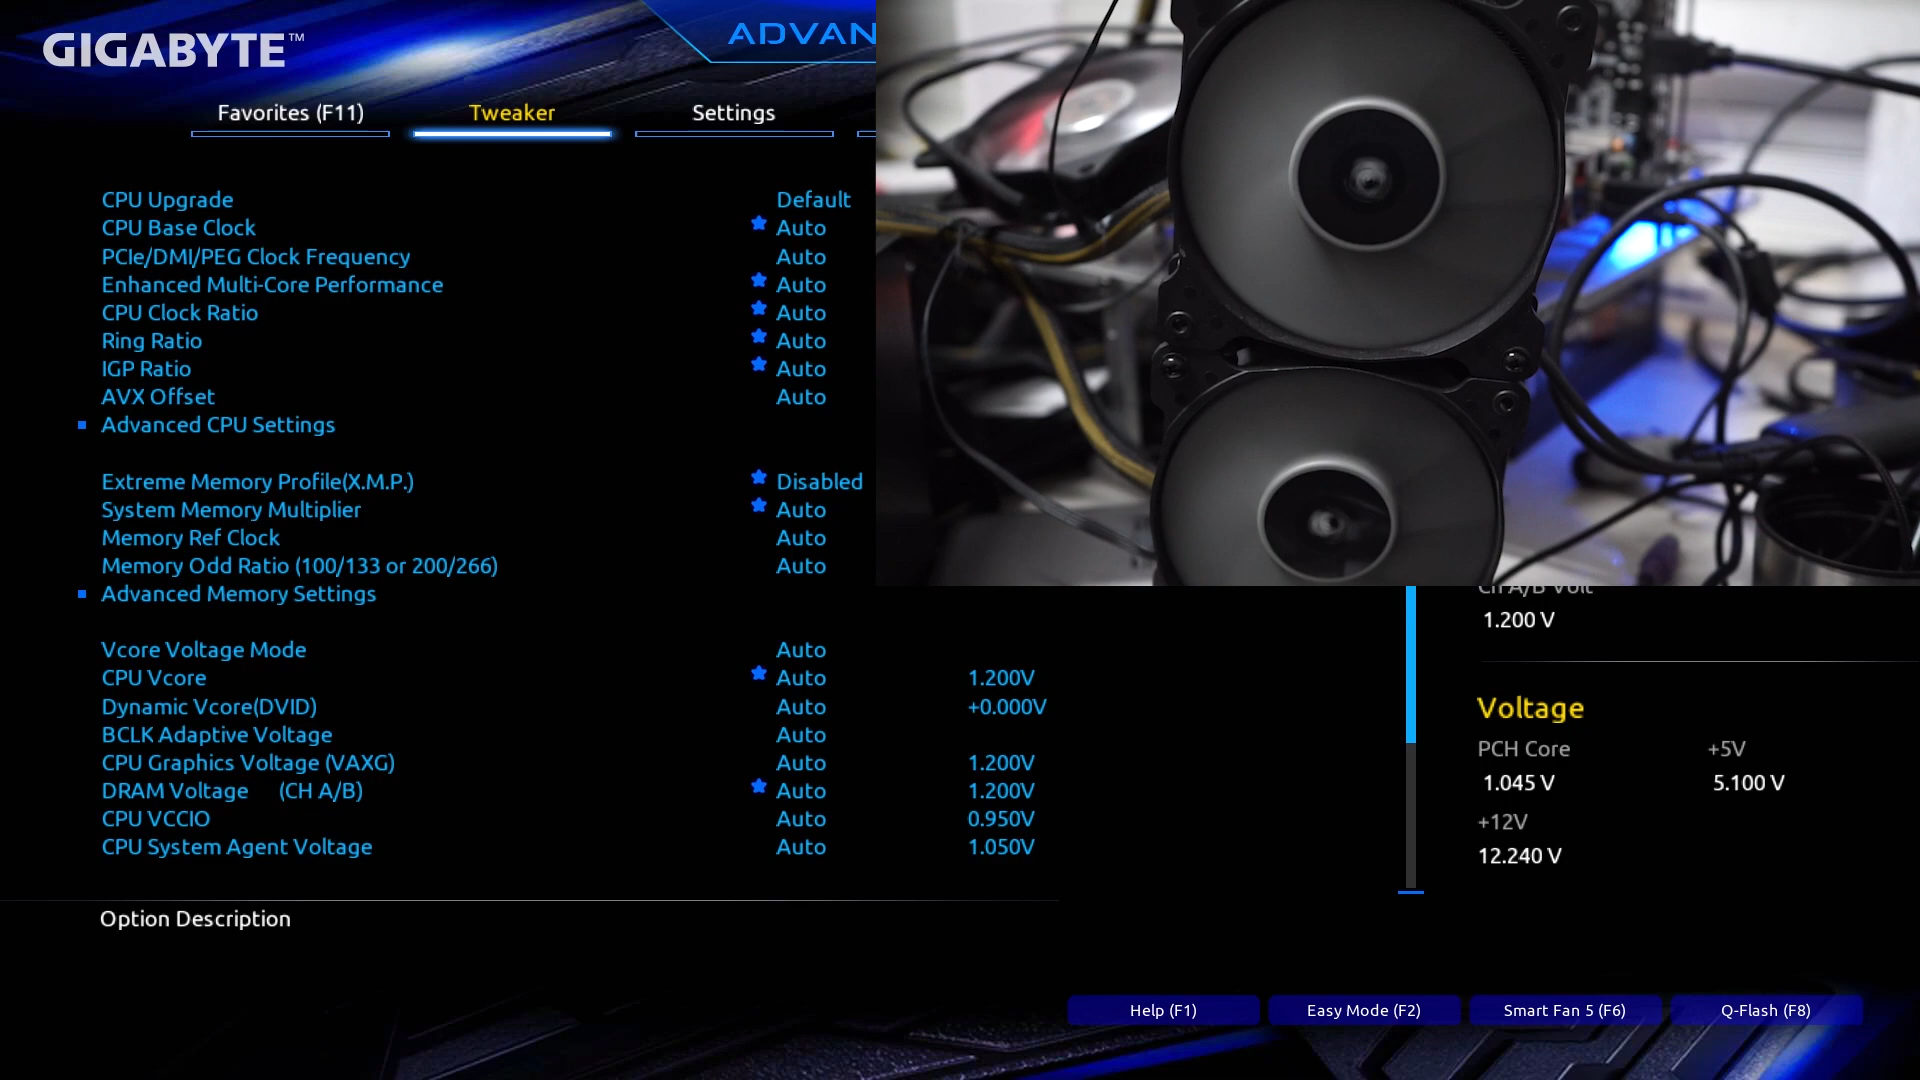 GIGABYTE™
ADVAN
Favorites (F11) Tweaker Settings
CPU Upgrade Default
CPU Base Clock Auto
PCIe/DMI/PEG Clock Frequency Auto
Enhanced Multi-Core Performance Auto
CPU Clock Ratio Auto
Ring Ratio Auto
IGP Ratio Auto
AVX Offset Auto
Advanced CPU Settings
Extreme Memory Profile(X.M.P.) Disabled
System Memory Multiplier Auto
Memory Ref Clock Auto
Memory Odd Ratio (100/133 or 200/266) Auto
Advanced Memory Settings
Vcore Voltage Mode Auto
CPU Vcore Auto 1.200V
Dynamic Vcore(DVID) Auto +0.000V
BCLK Adaptive Voltage Auto
CPU Graphics Voltage (VAXG) Auto 1.200V
DRAM Voltage (CH A/B) Auto 1.200V
CPU VCCIO Auto 0.950V
CPU System Agent Voltage Auto 1.050V
Ch A/B Volt
1.200 V
Voltage
PCH Core +5V
1.045 V 5.100 V
+12V
12.240 V
Option Description
Help (F1) Easy Mode (F2) Smart Fan 5 (F6) Q-Flash (F8)